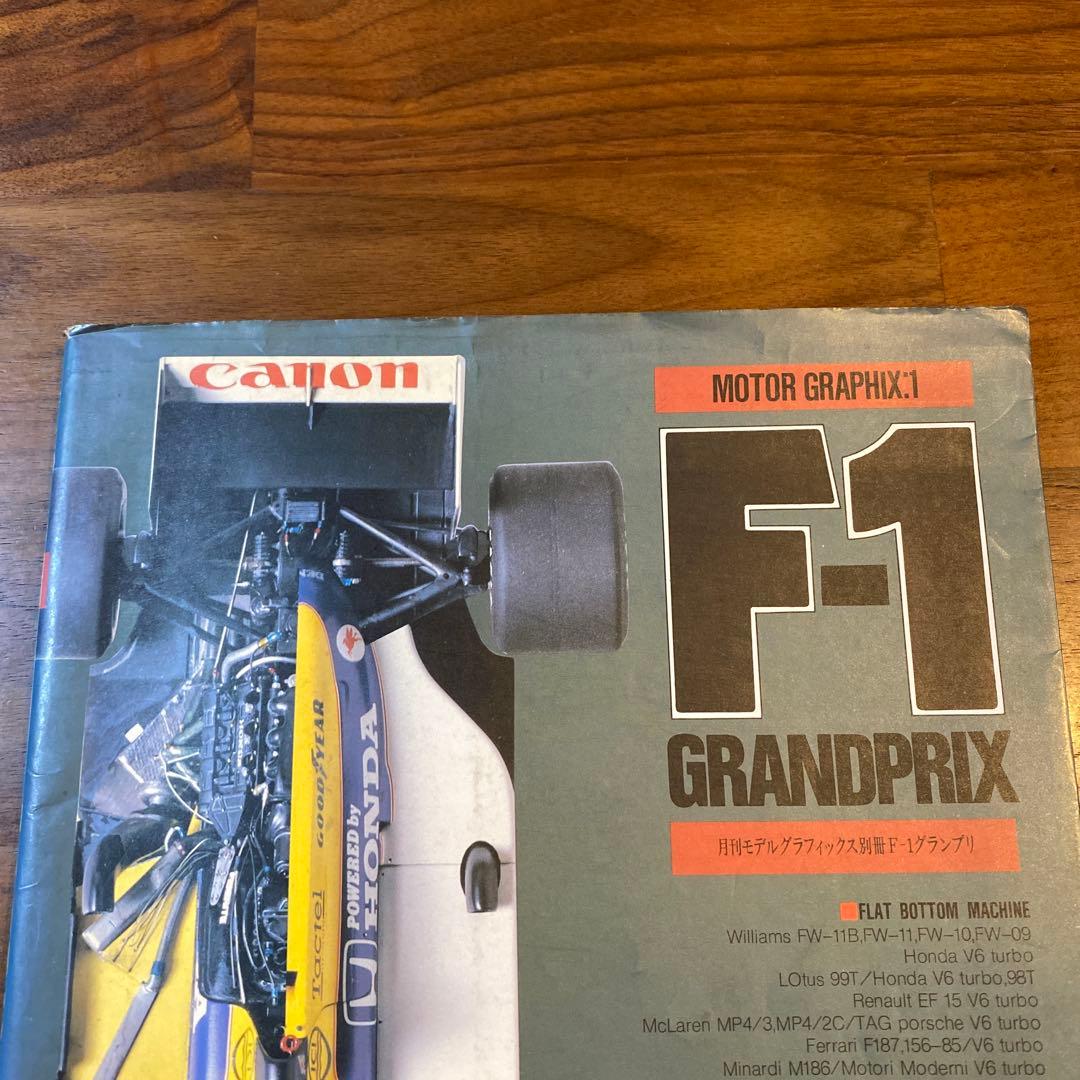 canon
MOTOR GRAPHIX.1
F-1
GRANDPRIX
月刊モデルグラフィックス別冊F-1グランプリ
FLAT BOTTOM MACHINE
Williams FW-11B,FW-11,FW-10,FW-09
Honda V6 turbo
LOtus 99T/Honda V6 turbo,98T
Renault EF 15 V6 turbo
McLaren MP4/3,MP4/2C/TAG porsche V6 turbo
Ferrari F187,156-85/V6 turbo
Minardi M186/Motori Moderni V6 turbo
GOODYEAR
POWERED by
HONDA
Tactel
ICI